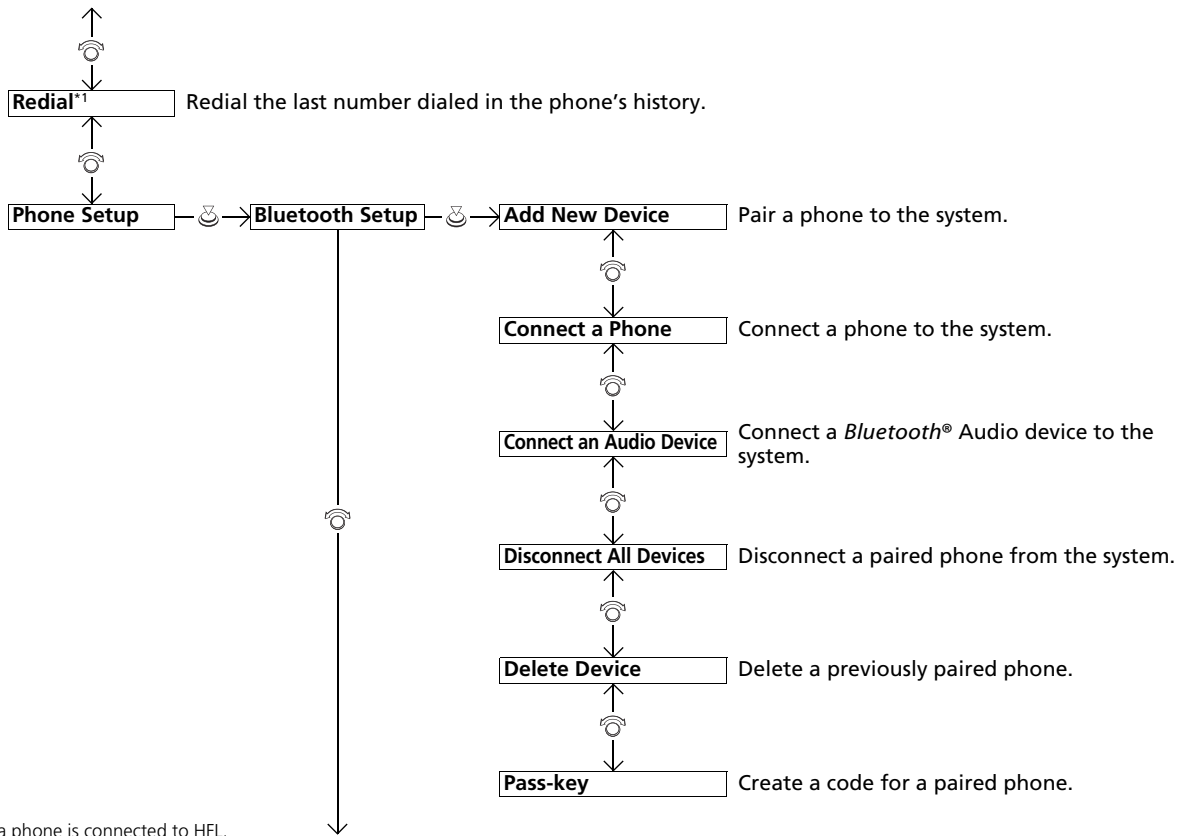 Redial*1 Redial the last number dialed in the phone's history.
Phone Setup Bluetooth Setup Add New Device Pair a phone to the system.
Connect a Phone Connect a phone to the system.
Connect an Audio Device Connect a Bluetooth® Audio device to the
system.
Disconnect All Devices Disconnect a paired phone from the system.
Delete Device Delete a previously paired phone.
Pass-key Create a code for a paired phone.
a phone is connected to HFL.